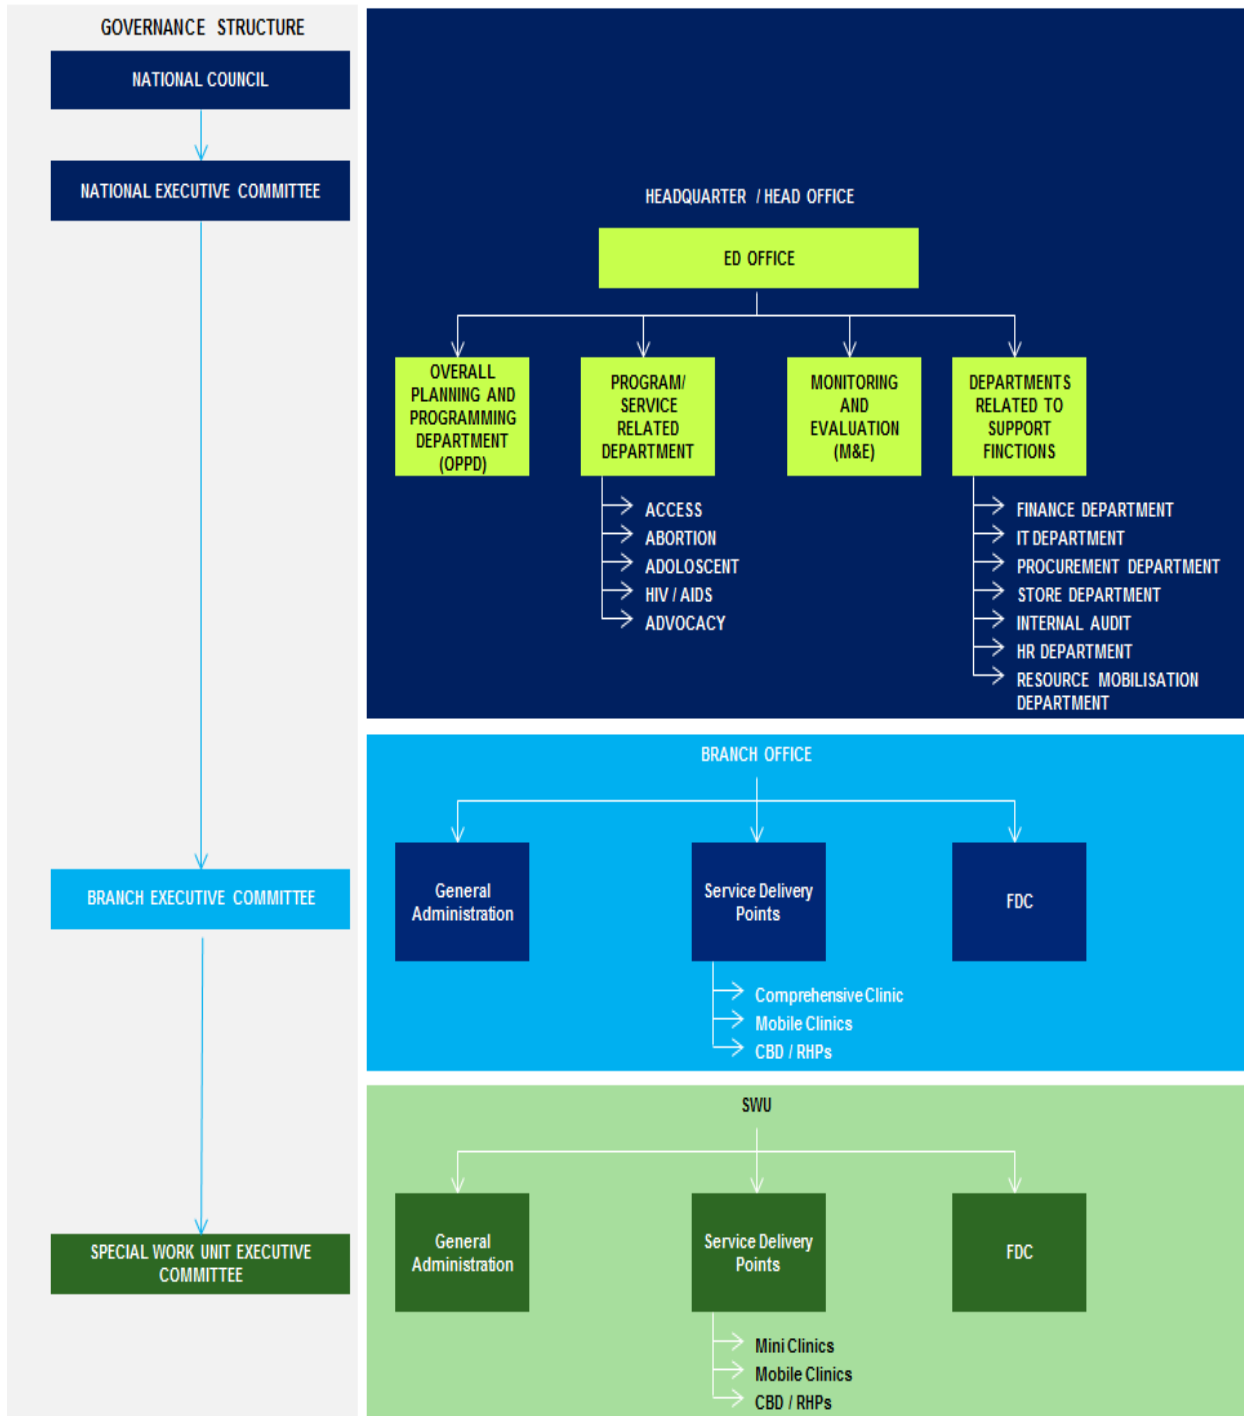 GOVERNANCE STRUCTURE
NATIONAL COUNCIL
NATIONAL EXECUTIVE COMMITTEE
BRANCH EXECUTIVE COMMITTEE
SPECIAL WORK UNIT EXECUTIVE
COMMITTEE
HEADQUARTER / HEAD OFFICE
ED OFFICE
OVERALL
PLANNING AND
PROGRAMMING
DEPARTMENT
(OPPD)
PROGRAM/
SERVICE
RELATED
DEPARTMENT
ACCESS
ABORTION
ADOLOSCENT
HIV / AIDS
ADVOCACY
MONITORING
AND
EVALUATION
(M&E)
DEPARTMENTS
RELATED TO
SUPPORT
FINCTIONS
FINANCE DEPARTMENT
IT DEPARTMENT
PROCUREMENT DEPARTMENT
STORE DEPARTMENT
INTERNAL AUDIT
HR DEPARTMENT
RESOURCE MOBILISATION
DEPARTMENT
BRANCH OFFICE
General
Administration
Service Delivery
Points
Comprehensive Clinic
Mobile Clinics
CBD / RHPs
FDC
SWU
General
Administration
Service Delivery
Points
Mini Clinics
Mobile Clinics
CBD / RHPs
FDC